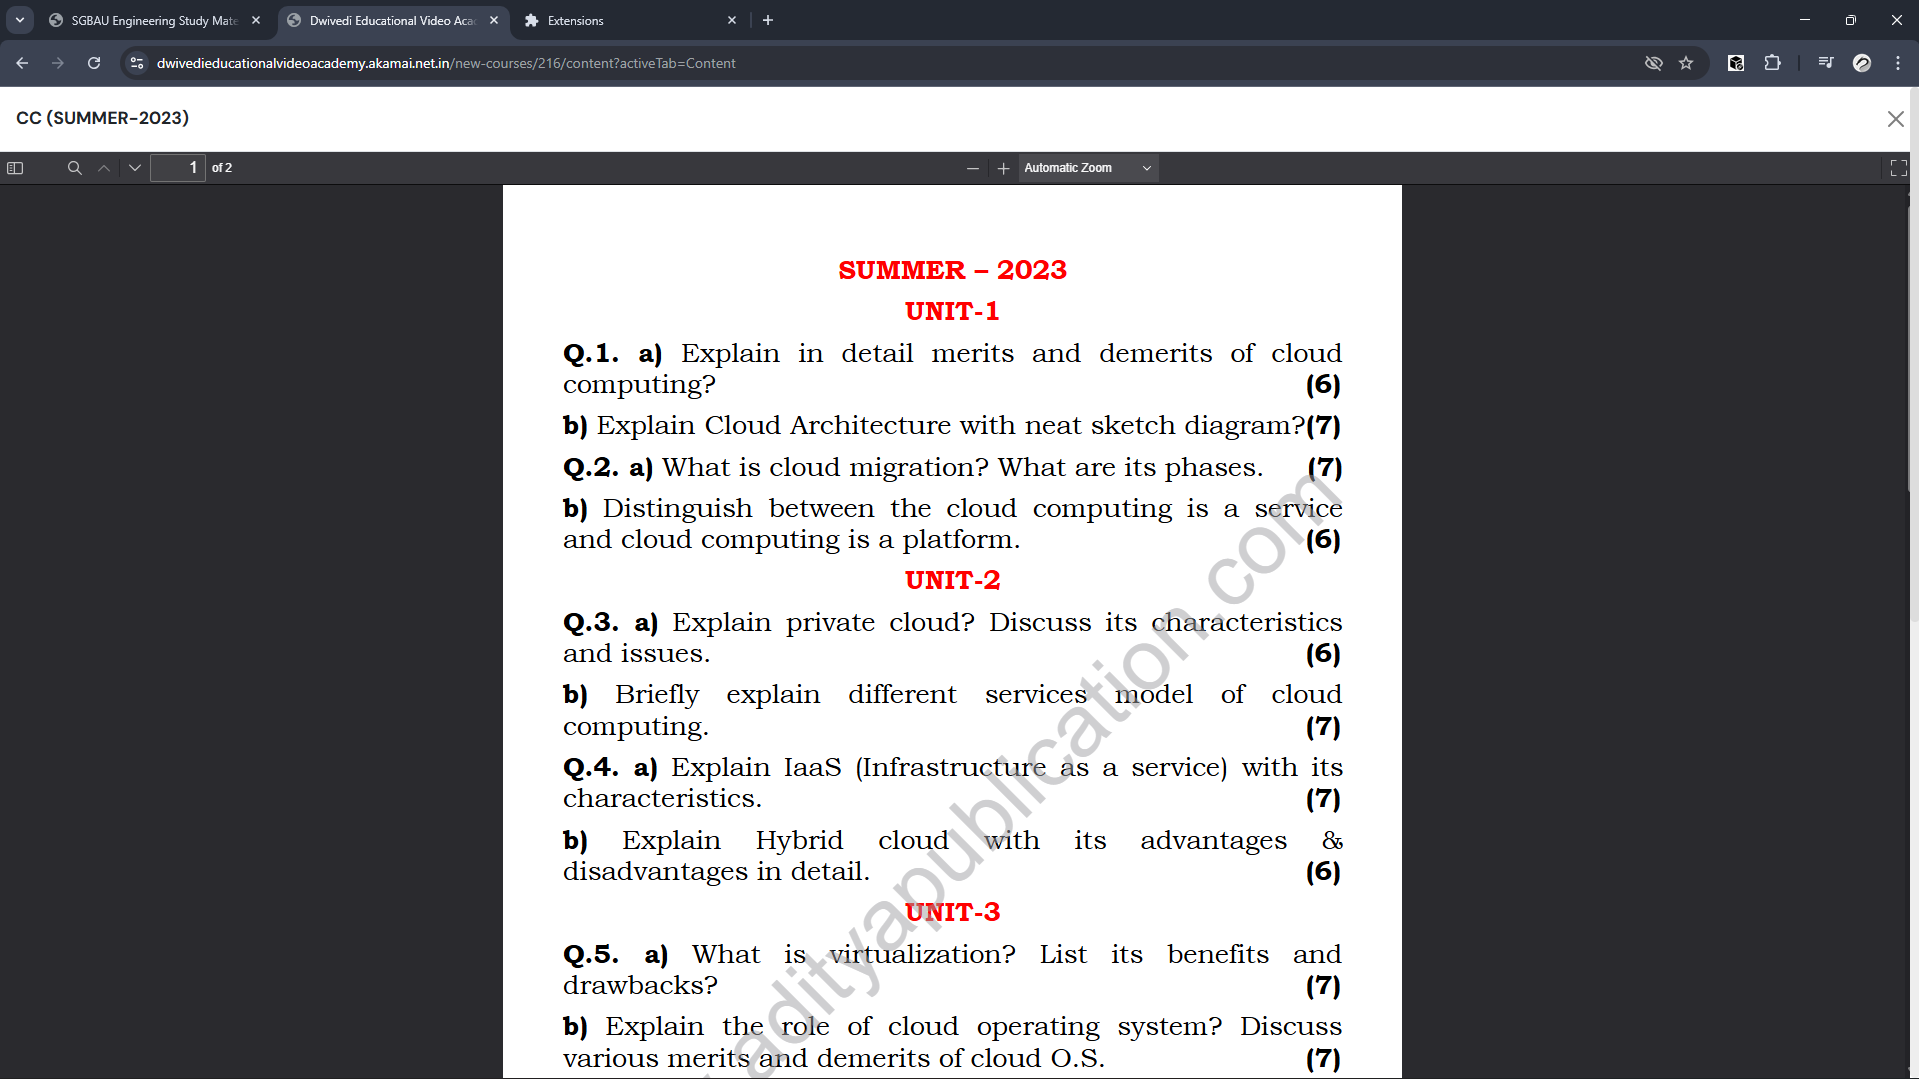 SGBAU Engineering Study Mate
Dwivedi Educational Video Aca
Extensions
dwivedieducationalvideoacademy.akamai.net.in/new-courses/216/content?activeTab=Content
CC (SUMMER-2023)
1 of 2
Automatic Zoom
SUMMER – 2023
UNIT-1
Q.1. a) Explain in detail merits and demerits of cloud
computing? (6)
b) Explain Cloud Architecture with neat sketch diagram?(7)
Q.2. a) What is cloud migration? What are its phases. (7)
b) Distinguish between the cloud computing is a service
and cloud computing is a platform. (6)
UNIT-2
Q.3. a) Explain private cloud? Discuss its characteristics
and issues. (6)
b) Briefly explain different services model of cloud
computing. (7)
Q.4. a) Explain IaaS (Infrastructure as a service) with its
characteristics. (7)
b) Explain Hybrid cloud with its advantages &
disadvantages in detail. (6)
UNIT-3
Q.5. a) What is virtualization? List its benefits and
drawbacks? (7)
b) Explain the role of cloud operating system? Discuss
various merits and demerits of cloud O.S. (7)
adityapublication.com